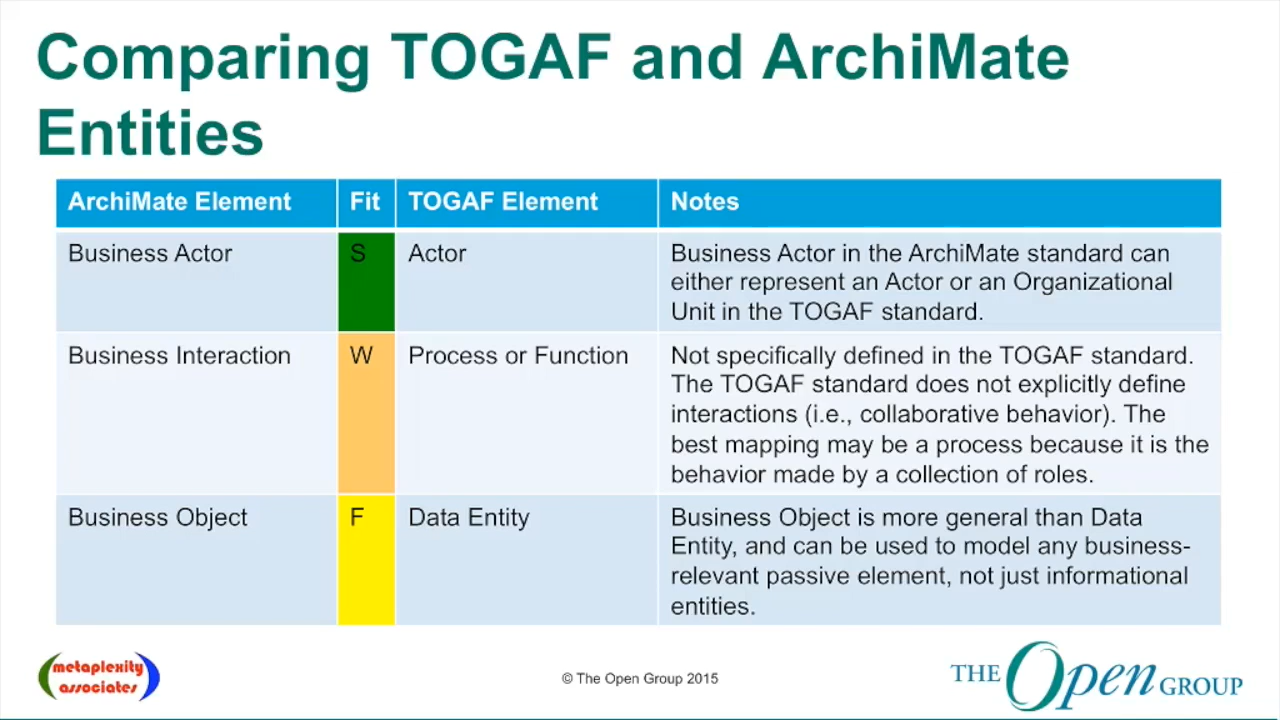 Comparing TOGAF and ArchiMate
Entities
ArchiMate Element Fit TOGAF Element Notes
Business Actor S Actor Business Actor in the ArchiMate standard can
either represent an Actor or an Organizational
Unit in the TOGAF standard.
Business Interaction W Process or Function Not specifically defined in the TOGAF standard.
The TOGAF standard does not explicitly define
interactions (i.e., collaborative behavior). The
best mapping may be a process because it is the
behavior made by a collection of roles.
Business Object F Data Entity Business Object is more general than Data
Entity, and can be used to model any business-
relevant passive element, not just informational
entities.
metaplexity
associates
© The Open Group 2015
THE Open GROUP